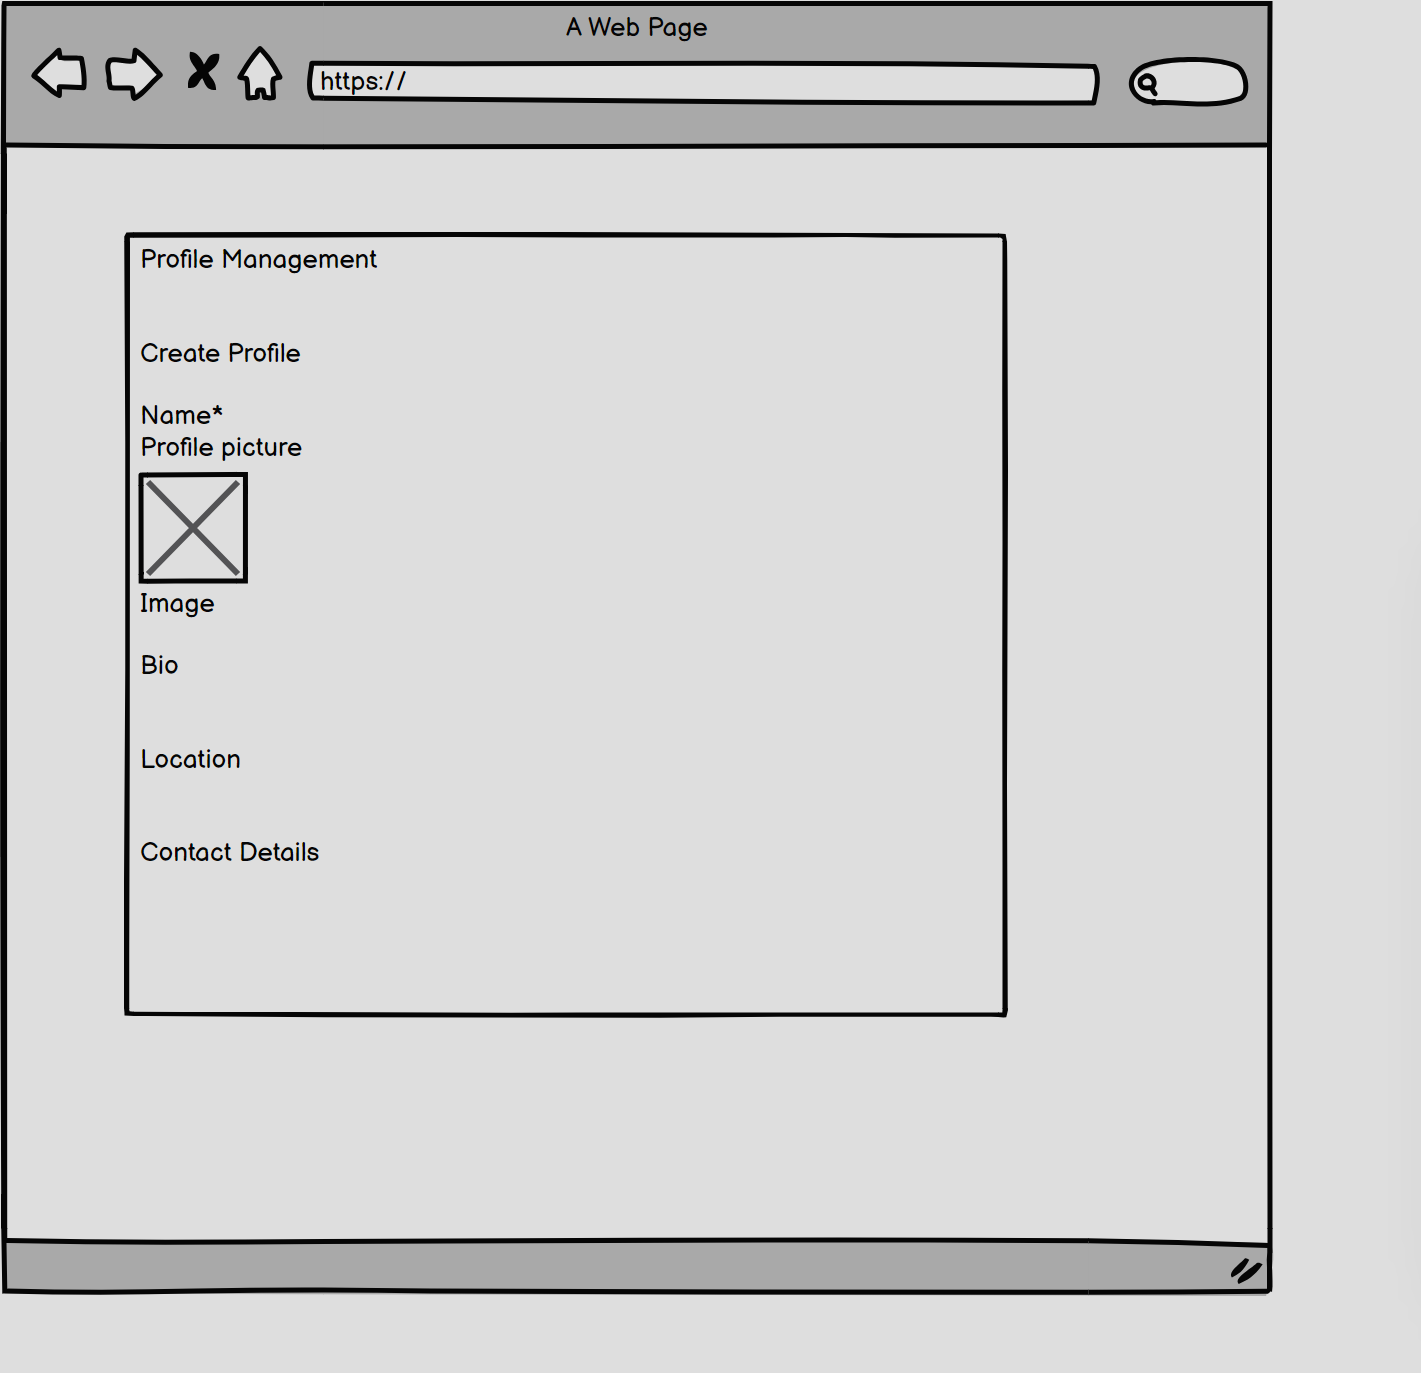 A Web Page
https://
Profile Management
Create Profile
Name*
Profile picture
Image
Bio
Location
Contact Details